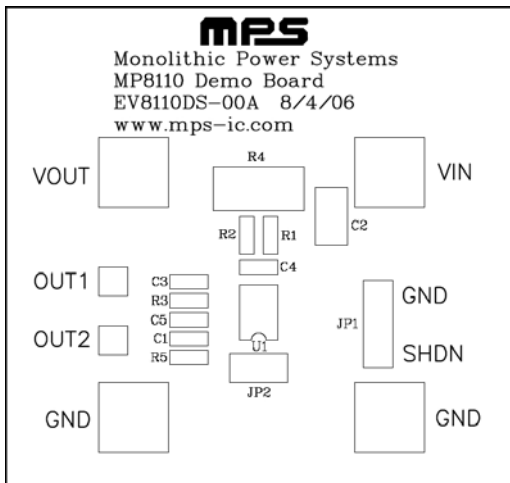 mps
Monolithic Power Systems
MP8110 Demo Board
EV8110DS-00A 8/4/06
www.mps-ic.com
R4
VOUT
VIN
R2
R1
C2
C4
OUT1
C3
GND
R3
JP1
C5
OUT2
C1
U1
SHDN
R5
JP2
GND
GND